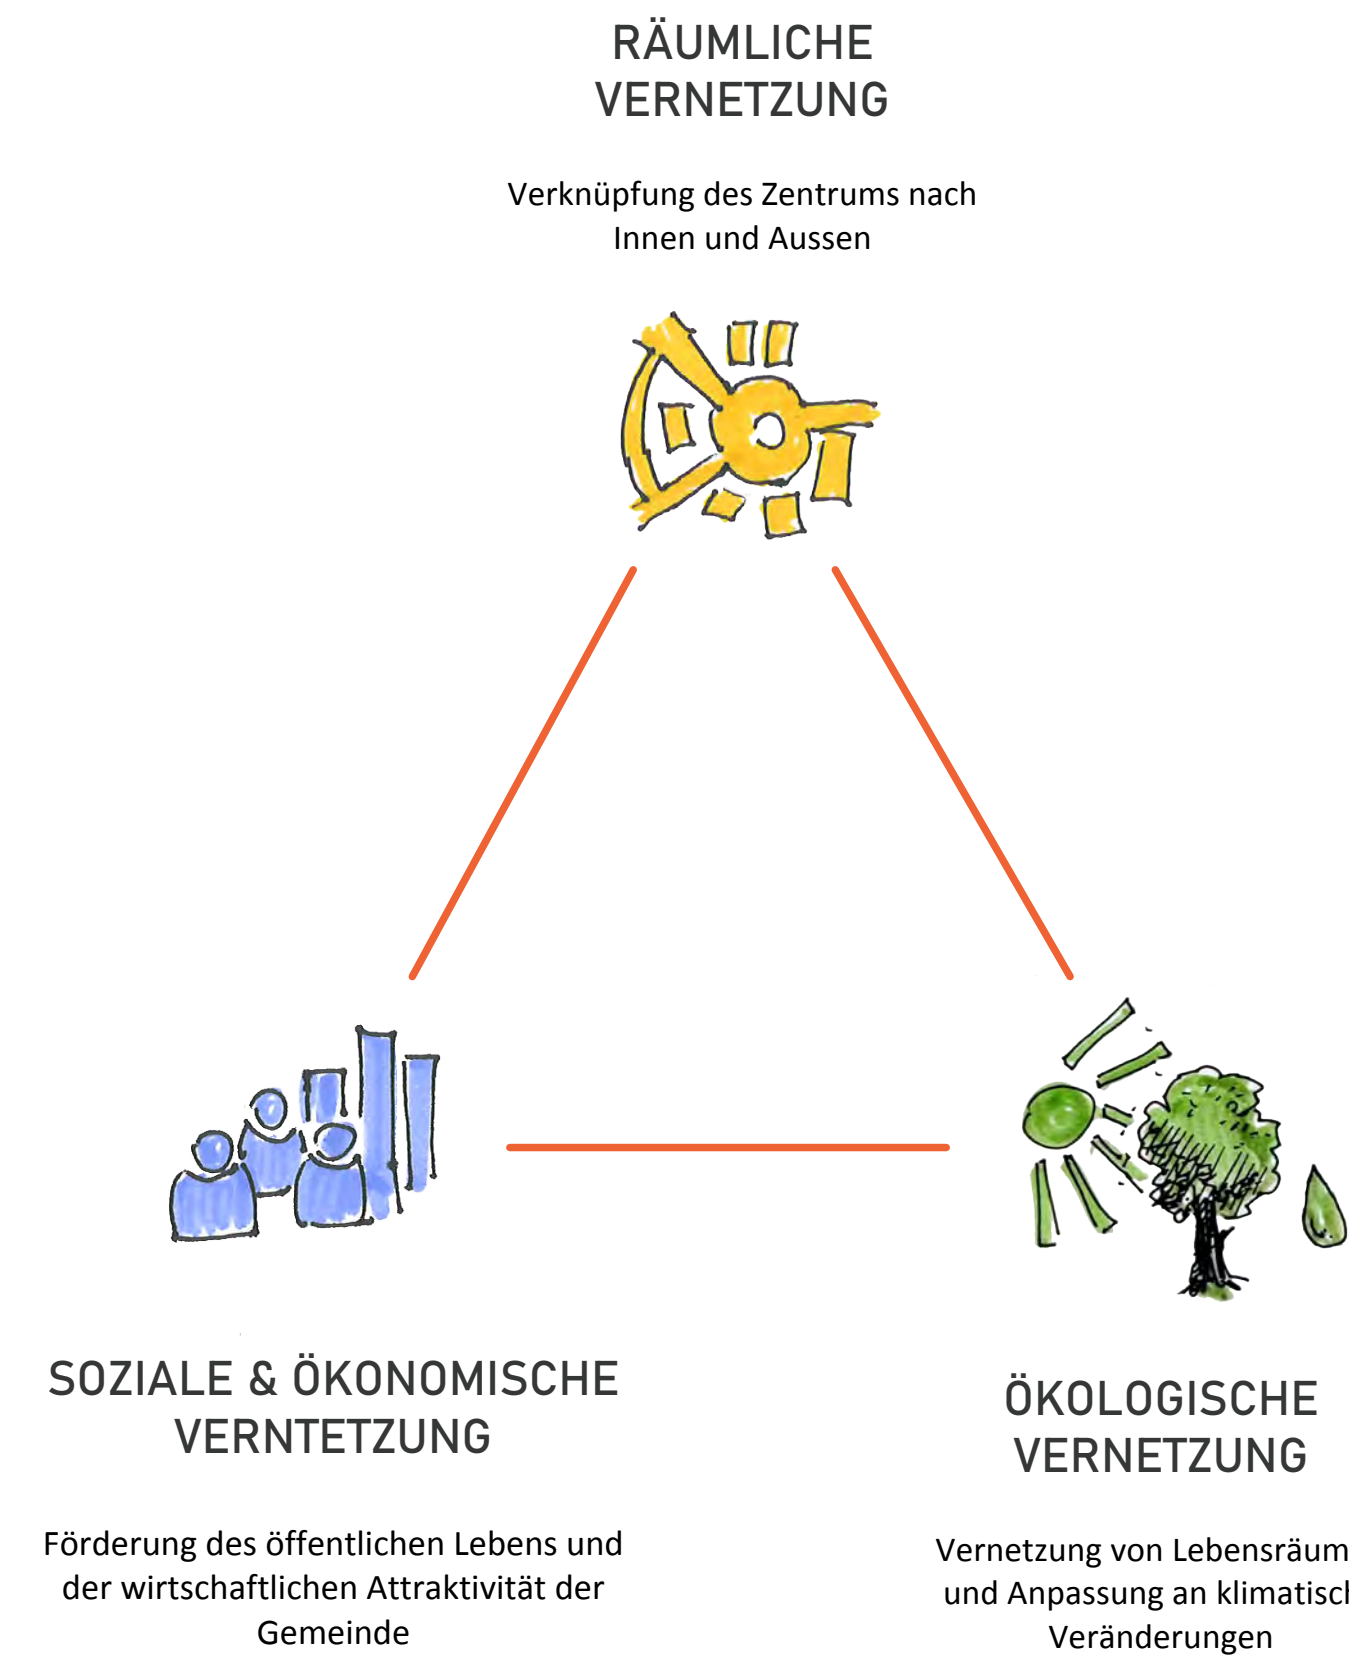 RÄUMLICHE
VERNETZUNG
Verknüpfung des Zentrums nach
Innen und Aussen
SOZIALE & ÖKONOMISCHE
VERNTETZUNG
Förderung des öffentlichen Lebens und
der wirtschaftlichen Attraktivität der
Gemeinde
ÖKOLOGISCHE
VERNETZUNG
Vernetzung von Lebensräum
und Anpassung an klimatisch
Veränderungen